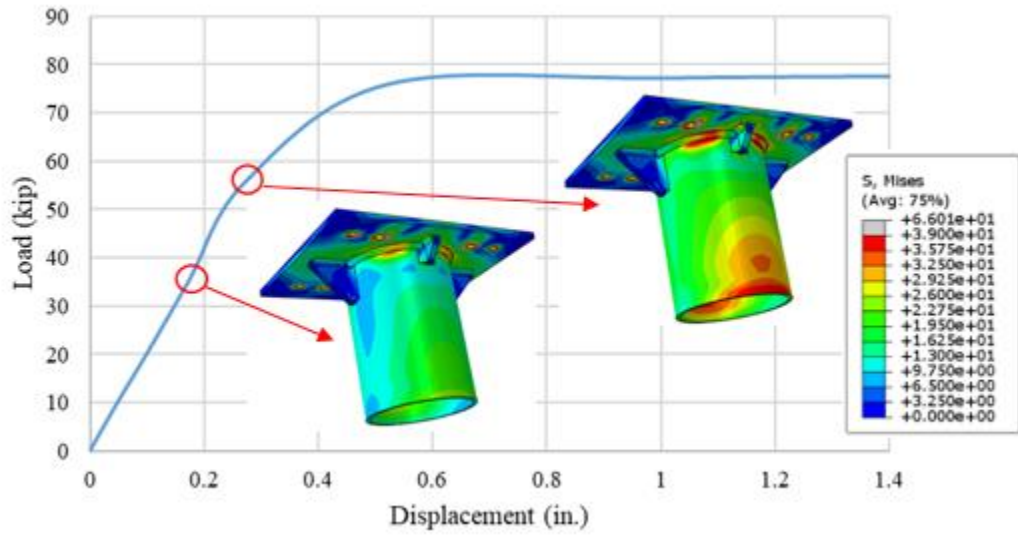 90
80
70
60
50
40
30
20
10
0
Load (kip)
0 0.2 0.4 0.6 0.8 1 1.2 1.4
Displacement (in.)
S, Mises
(Avg: 75%)
+6.601e+01
+3.900e+01
+3.575e+01
+3.250e+01
+2.925e+01
+2.600e+01
+2.275e+01
+1.950e+01
+1.625e+01
+1.300e+01
+9.750e+00
+6.500e+00
+3.250e+00
+0.000e+00